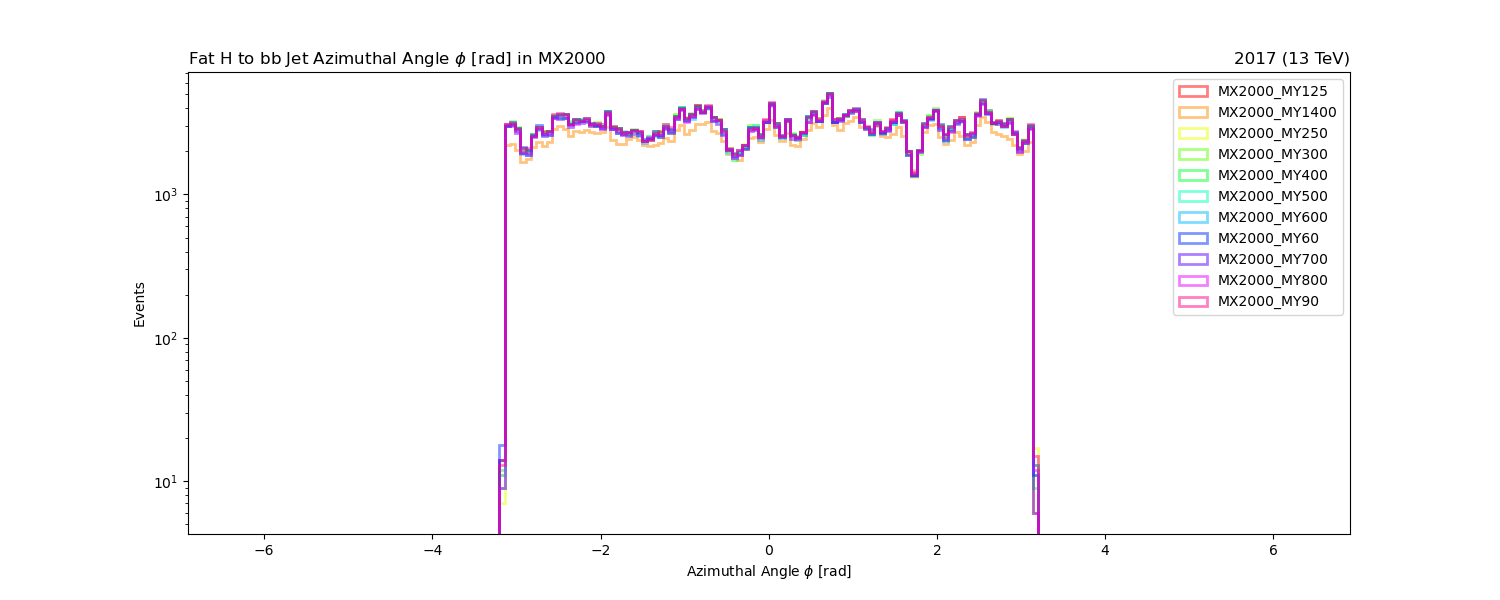 Fat H to bb Jet Azimuthal Angle ϕ [rad] in MX2000
2017 (13 TeV)
MX2000_MY125
MX2000_MY1400
MX2000_MY250
MX2000_MY300
MX2000_MY400
MX2000_MY500
MX2000_MY600
MX2000_MY60
MX2000_MY700
MX2000_MY800
MX2000_MY90
Events
10³
10²
10¹
−6 −4 −2 0 2 4 6
Azimuthal Angle ϕ [rad]